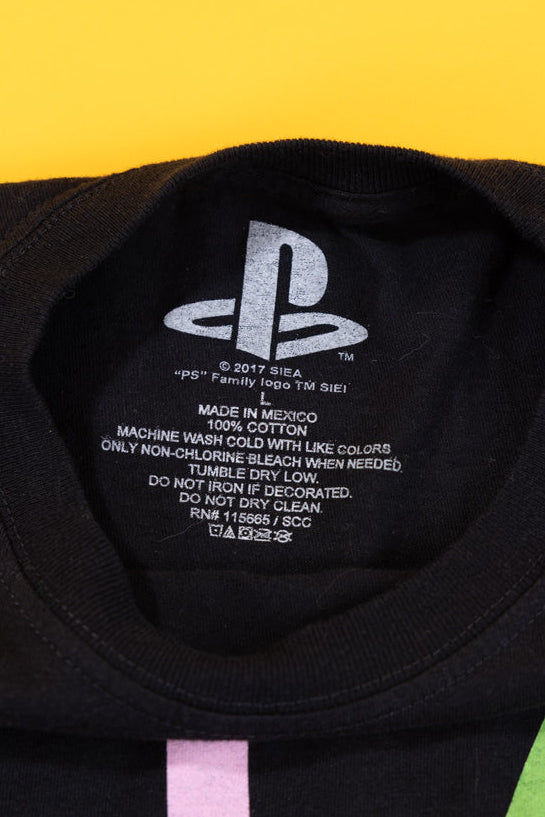 TM
© 2017 SIEA
"PS" Family logo TM SIEI
L
MADE IN MEXICO
100% COTTON
MACHINE WASH COLD WITH LIKE COLORS
ONLY NON-CHLORINE BLEACH WHEN NEEDED.
TUMBLE DRY LOW.
DO NOT IRON IF DECORATED.
DO NOT DRY CLEAN.
RN# 115665 / SCC